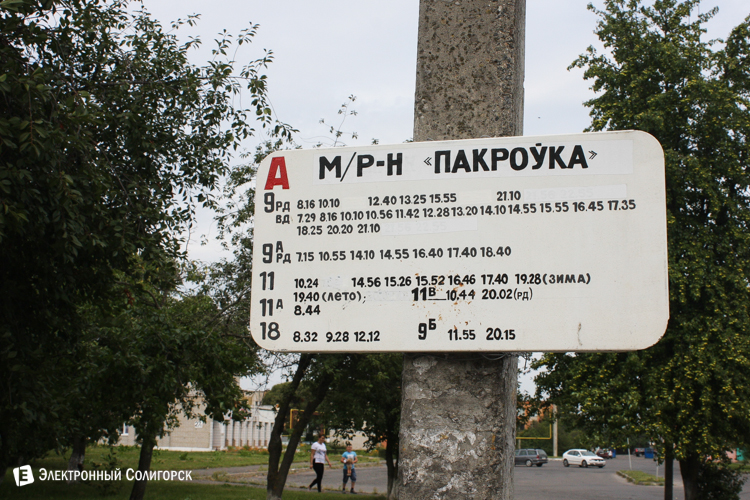 А М/Р-Н «ПАКРОЎКА»
9 РД 8.16 10.10 12.40 13.25 15.55 21.10
ВД 7.29 8.16 10.10 10.56 11.42 12.28 13.20 14.10 14.55 15.55 16.45 17.35
18.25 20.20 21.10
9А РД 7.15 10.55 14.10 14.55 16.40 17.40 18.40
11 10.24 14.56 15.26 15.52 16.46 17.40 19.28 (ЗИМА)
19.40 (ЛЕТО); 11В 10.44 20.02 (РД)
11А 8.44
18 8.32 9.28 12.12 9Б 11.55 20.15
Е ЭЛЕКТРОННЫЙ СОЛИГОРСК